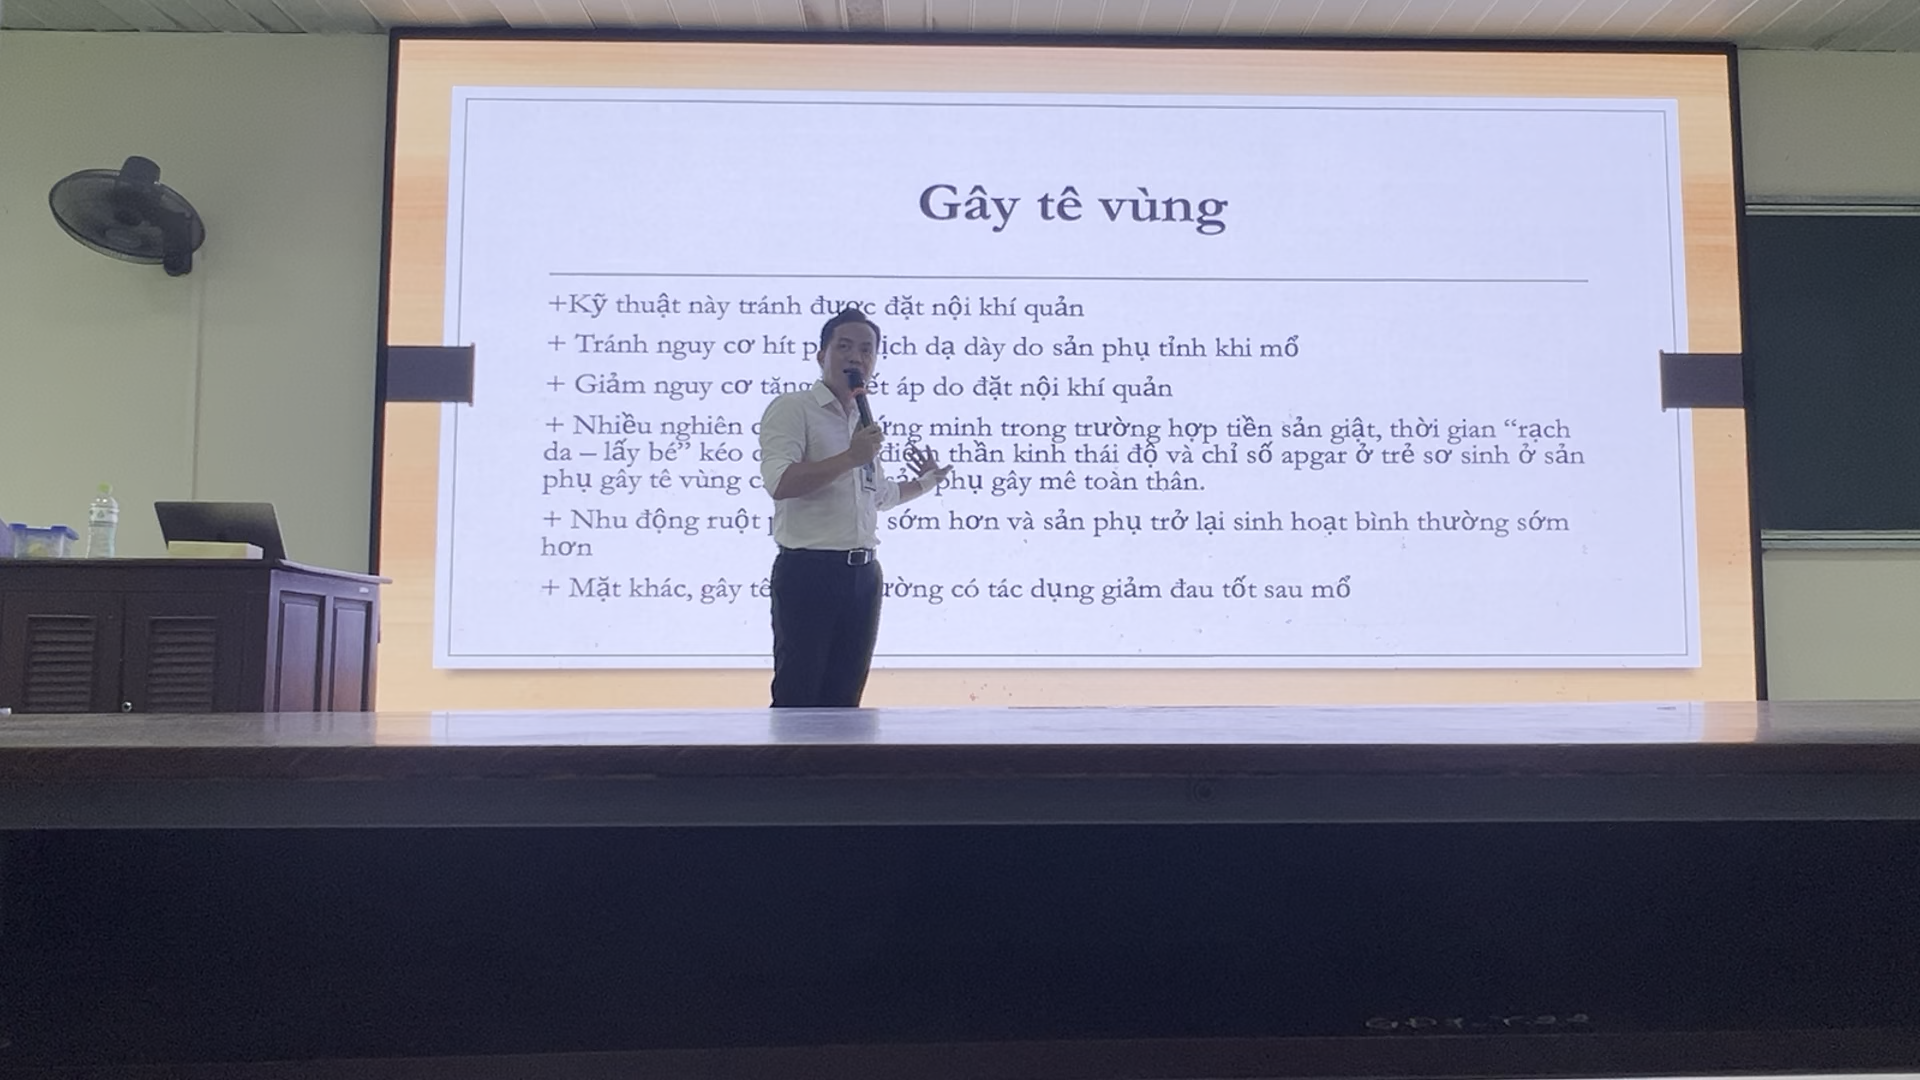 Gây tê vùng
+Kỹ thuật này tránh được đặt nội khí quản
+ Tránh nguy cơ hít dạ dày do sản phụ tỉnh khi mổ
+ Giảm nguy cơ tăng áp do đặt nội khí quản
+ Nhiều nghiên minh trong trường hợp tiền sản giật, thời gian “rạch
da – lấy bé” kéo điểm thần kinh thái độ và chỉ số apgar ở trẻ sơ sinh ở sản
phụ gây tê vùng phụ gây mê toàn thân.
+ Nhu động ruột sớm hơn và sản phụ trở lại sinh hoạt bình thường sớm
hơn
+ Mặt khác, gây tê có tác dụng giảm đau tốt sau mổ